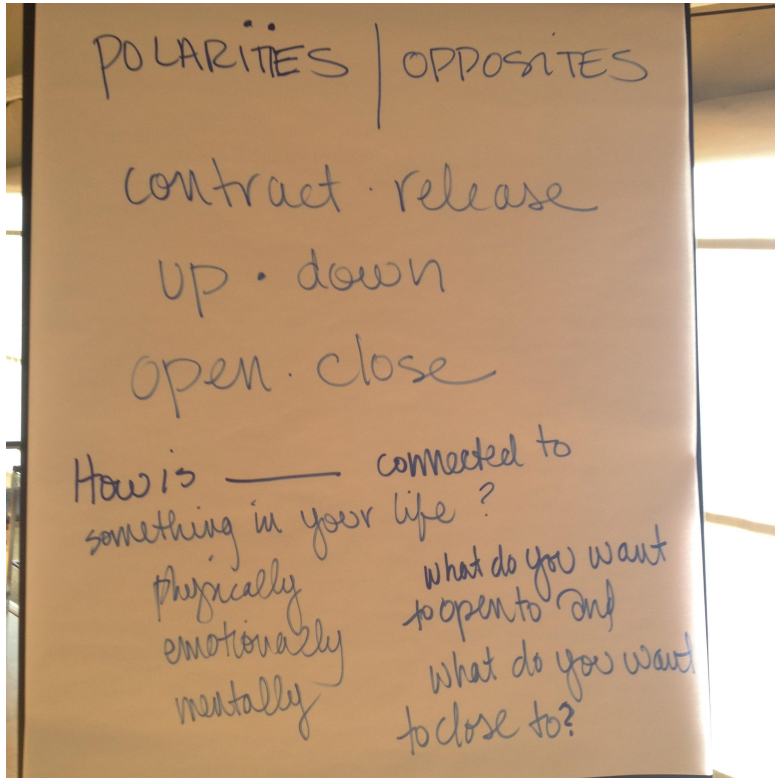 POLARITIES | OPPOSITES
contract · release
up · down
open · close
How is ____ connected to
something in your life?
physically
emotionally
mentally
what do you want
to open to and
what do you want
to close to?